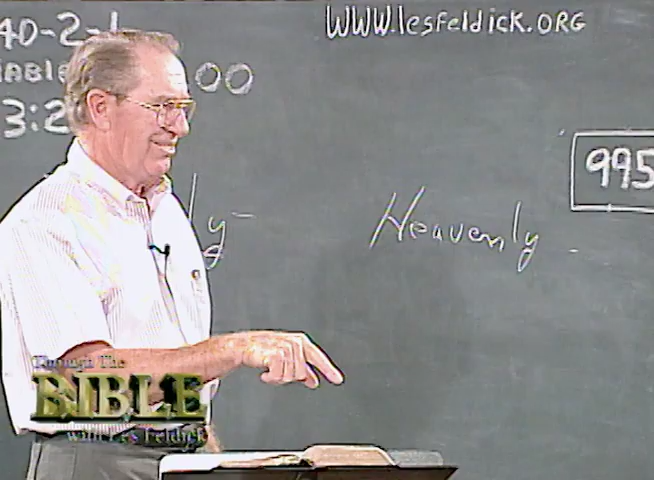 40-2-1
WWW.lesfeldick.ORG
00
3:2
995
Heavenly -
Through The
BIBLE
with Les Feldick